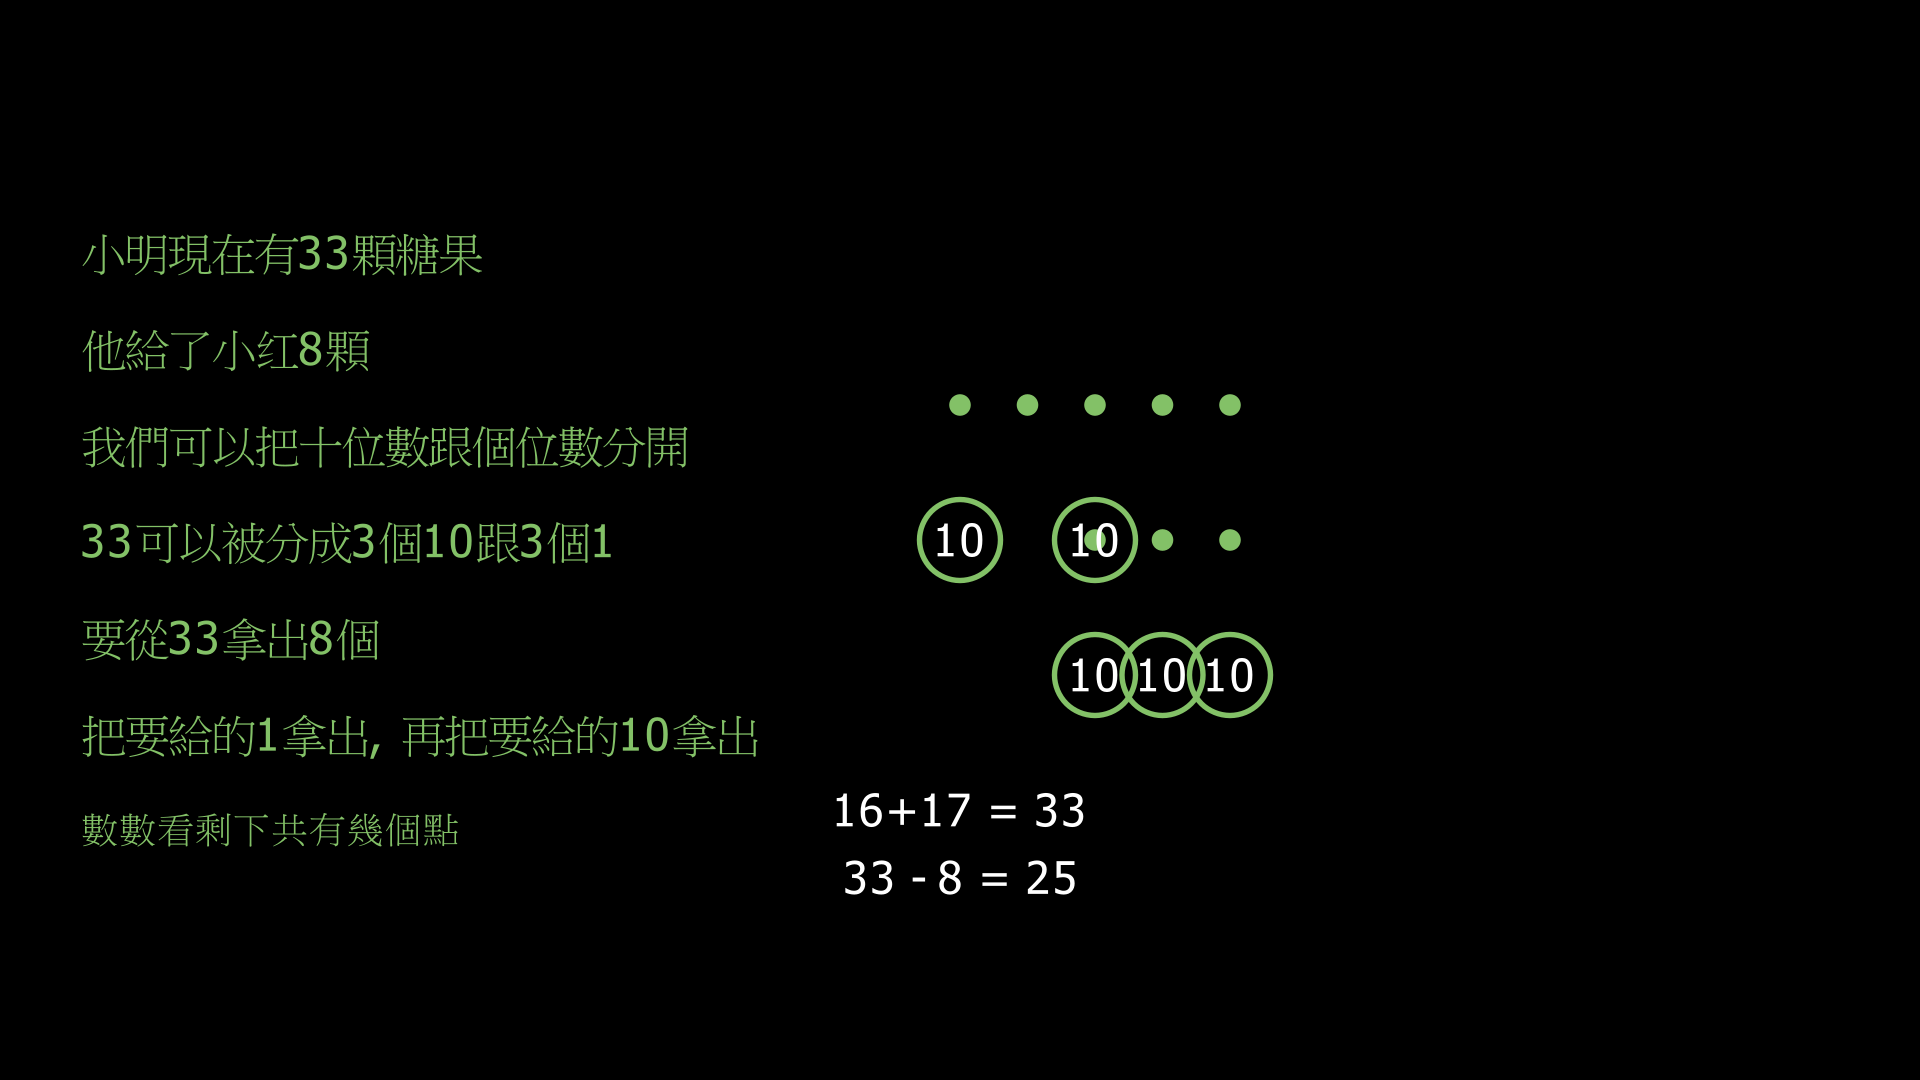 小明現在有33顆糖果
他給了小红8顆
我們可以把十位數跟個位數分開
33可以被分成3個10跟3個1
要從33拿出8個
把要給的1拿出, 再把要給的10拿出
數數看剩下共有幾個點
10 10
10 10 10
16+17 = 33
33 - 8 = 25